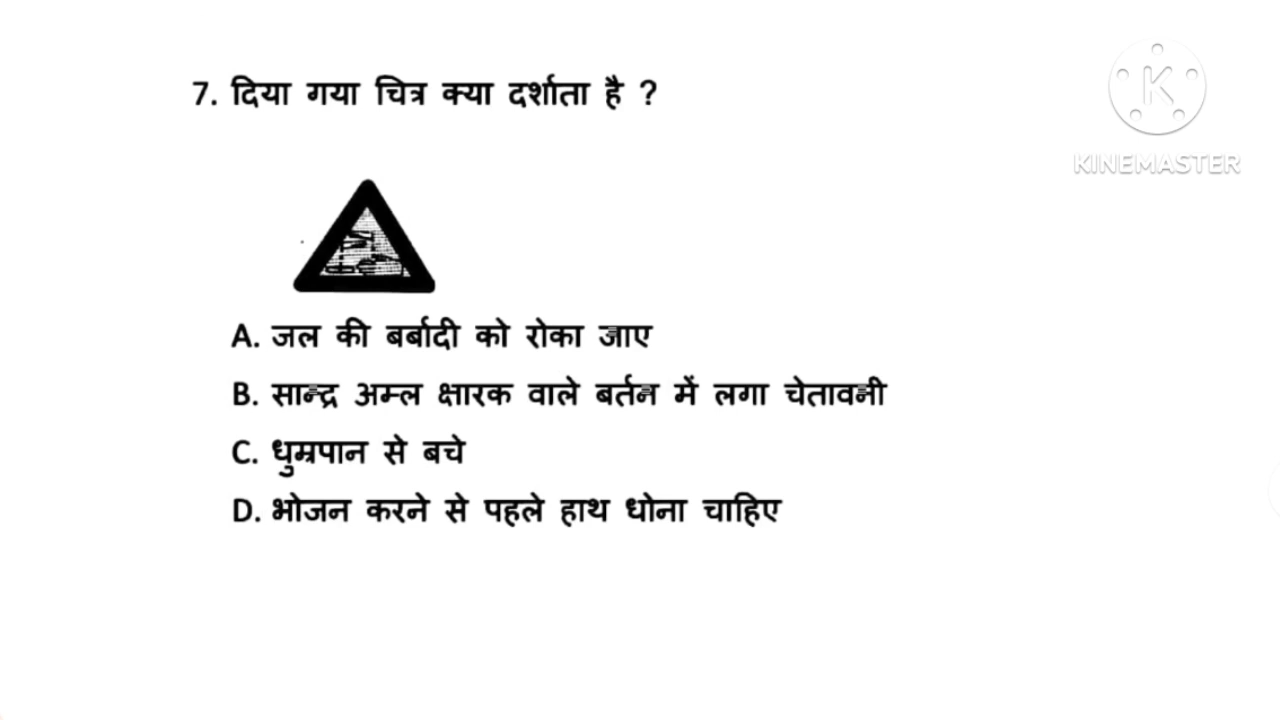 7. दिया गया चित्र क्या दर्शाता है ?
K
KINEMASTER
A. जल की बर्बादी को रोका जाए
B. सान्द्र अम्ल क्षारक वाले बर्तन में लगा चेतावनी
C. धुम्रपान से बचे
D. भोजन करने से पहले हाथ धोना चाहिए